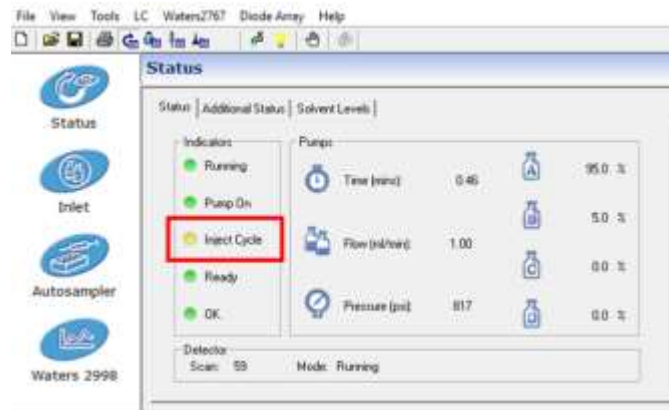 File View Tools LC Waters2767 Diode Array Help
Status
Status Additional Status Solvent Levels
Status
Indicators
Pumps
Running
Time (mins)
0.46
A
95.0 %
Inlet
Pump On
B
5.0 %
Inject Cycle
Flow (ml/min)
1.00
C
0.0 %
Autosampler
Ready
OK
Pressure (psi)
817
D
0.0 %
Waters 2998
Detector
Scan: 59 Mode: Running